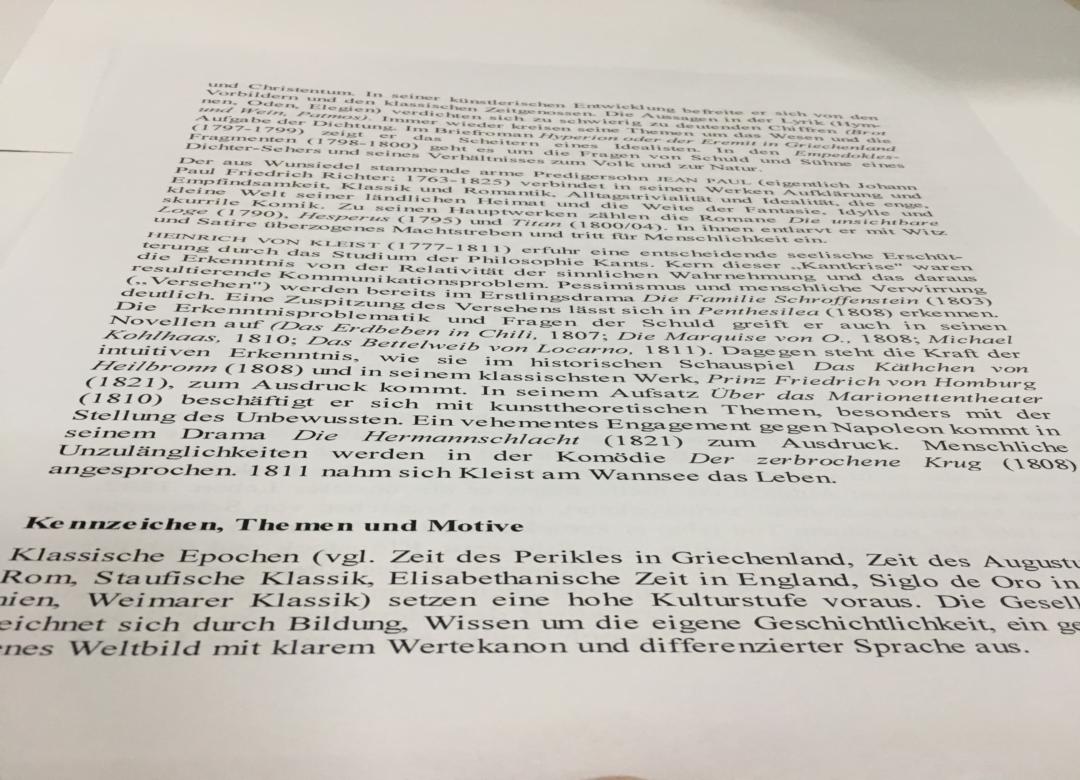 und Christentum. In seiner künstlerischen Entwicklung befreite er sich von den
Vorbildern und den klassischen Zeitgenossen. Die Aussagen in der Lyrik (Hym-
nen, Oden, Elegien) verdichten sich zu schwierig zu deutenden Chiffren (Brot
und Wein, Patmos). Immer wieder kreisen seine Themen um das Wesen und die
Aufgabe der Dichtung. Im Briefroman Hyperion oder der Eremit in Griechenland
(1797-1799) zeigt er das Scheitern eines Idealisten. In den Empedokles-
Fragmenten (1798-1800) geht es um die Fragen von Schuld und Sühne eines
Dichter-Sehers und seines Verhältnisses zum Volk und zur Natur.
Der aus Wunsiedel stammende arme Predigersohn JEAN PAUL (eigentlich Johann
Paul Friedrich Richter; 1763-1825) verbindet in seinen Werken Aufklärung und
Empfindsamkeit, Klassik und Romantik, Alltagstrivialität und Idealität, die enge,
kleine Welt seiner ländlichen Heimat und die Weite der Fantasie, Idylle und
skurrile Komik. Zu seinen Hauptwerken zählen die Romane Die unsichtbare
Loge (1790), Hesperus (1795) und Titan (1800/04). In ihnen entlarvt er mit Witz
und Satire überzogenes Machtstreben und tritt für Menschlichkeit ein.
HEINRICH VON KLEIST (1777-1811) erfuhr eine entscheidende seelische Erschüt-
terung durch das Studium der Philosophie Kants. Kern dieser „Kantkrise" waren
die Erkenntnis von der Relativität der sinnlichen Wahrnehmung und das daraus
resultierende Kommunikationsproblem. Pessimismus und menschliche Verwirrung
(„Versehen") werden bereits im Erstlingsdrama Die Familie Schroffenstein (1803)
deutlich. Eine Zuspitzung des Versehens lässt sich in Penthesilea (1808) erkennen.
Die Erkenntnisproblematik und Fragen der Schuld greift er auch in seinen
Novellen auf (Das Erdbeben in Chili, 1807; Die Marquise von O., 1808; Michael
Kohlhaas, 1810; Das Bettelweib von Locarno, 1811). Dagegen steht die Kraft der
intuitiven Erkenntnis, wie sie im historischen Schauspiel Das Käthchen von
Heilbronn (1808) und in seinem klassischsten Werk, Prinz Friedrich von Homburg
(1821), zum Ausdruck kommt. In seinem Aufsatz Über das Marionettentheater
(1810) beschäftigt er sich mit kunsttheoretischen Themen, besonders mit der
Stellung des Unbewussten. Ein vehementes Engagement gegen Napoleon kommt in
seinem Drama Die Hermannschlacht (1821) zum Ausdruck. Menschliche
Unzulänglichkeiten werden in der Komödie Der zerbrochene Krug (1808)
angesprochen. 1811 nahm sich Kleist am Wannsee das Leben.
Kennzeichen, Themen und Motive
Klassische Epochen (vgl. Zeit des Perikles in Griechenland, Zeit des Augustu
Rom, Staufische Klassik, Elisabethanische Zeit in England, Siglo de Oro in
nien, Weimarer Klassik) setzen eine hohe Kulturstufe voraus. Die Gesell
eichnet sich durch Bildung, Wissen um die eigene Geschichtlichkeit, ein ge
enes Weltbild mit klarem Wertekanon und differenzierter Sprache aus.